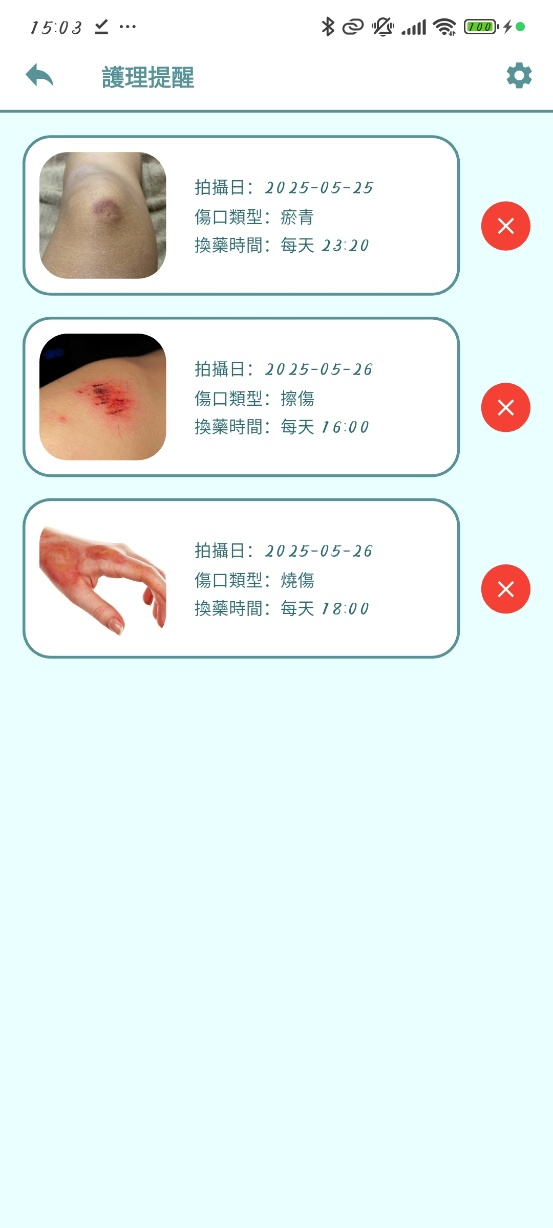 15:03
100
護理提醒
拍攝日：2025-05-25
傷口類型：瘀青
換藥時間：每天 23:20
拍攝日：2025-05-26
傷口類型：擦傷
換藥時間：每天 16:00
拍攝日：2025-05-26
傷口類型：燒傷
換藥時間：每天 18:00